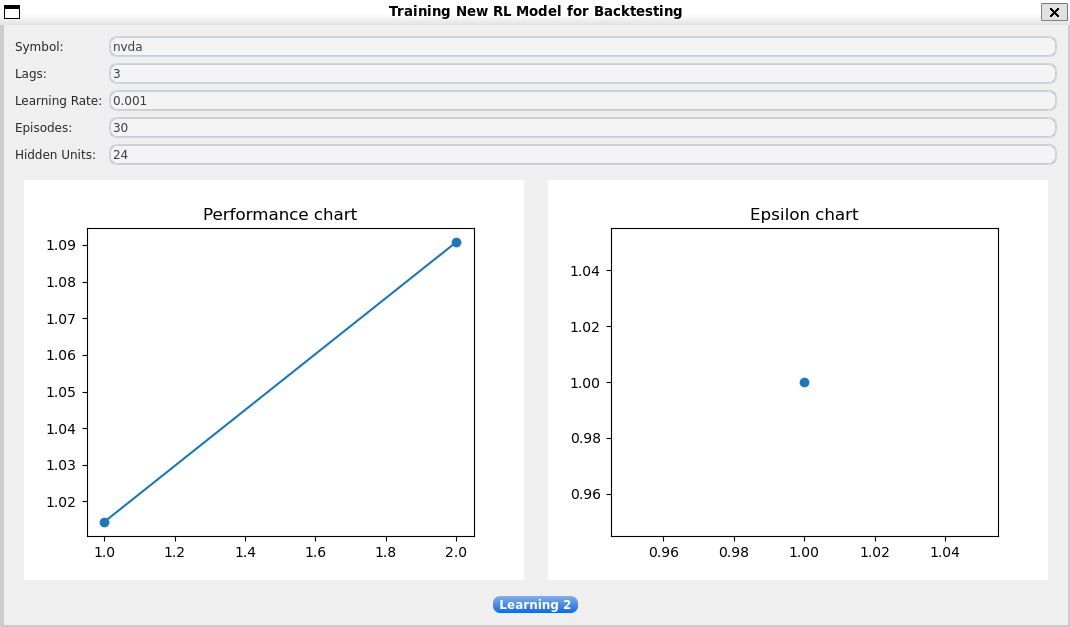 Training New RL Model for Backtesting
Symbol: nvda
Lags: 3
Learning Rate: 0.001
Episodes: 30
Hidden Units: 24
Performance chart
1.09
1.08
1.07
1.06
1.05
1.04
1.03
1.02
1.0 1.2 1.4 1.6 1.8 2.0
Epsilon chart
1.04
1.02
1.00
0.98
0.96
0.96 0.98 1.00 1.02 1.04
Learning 2